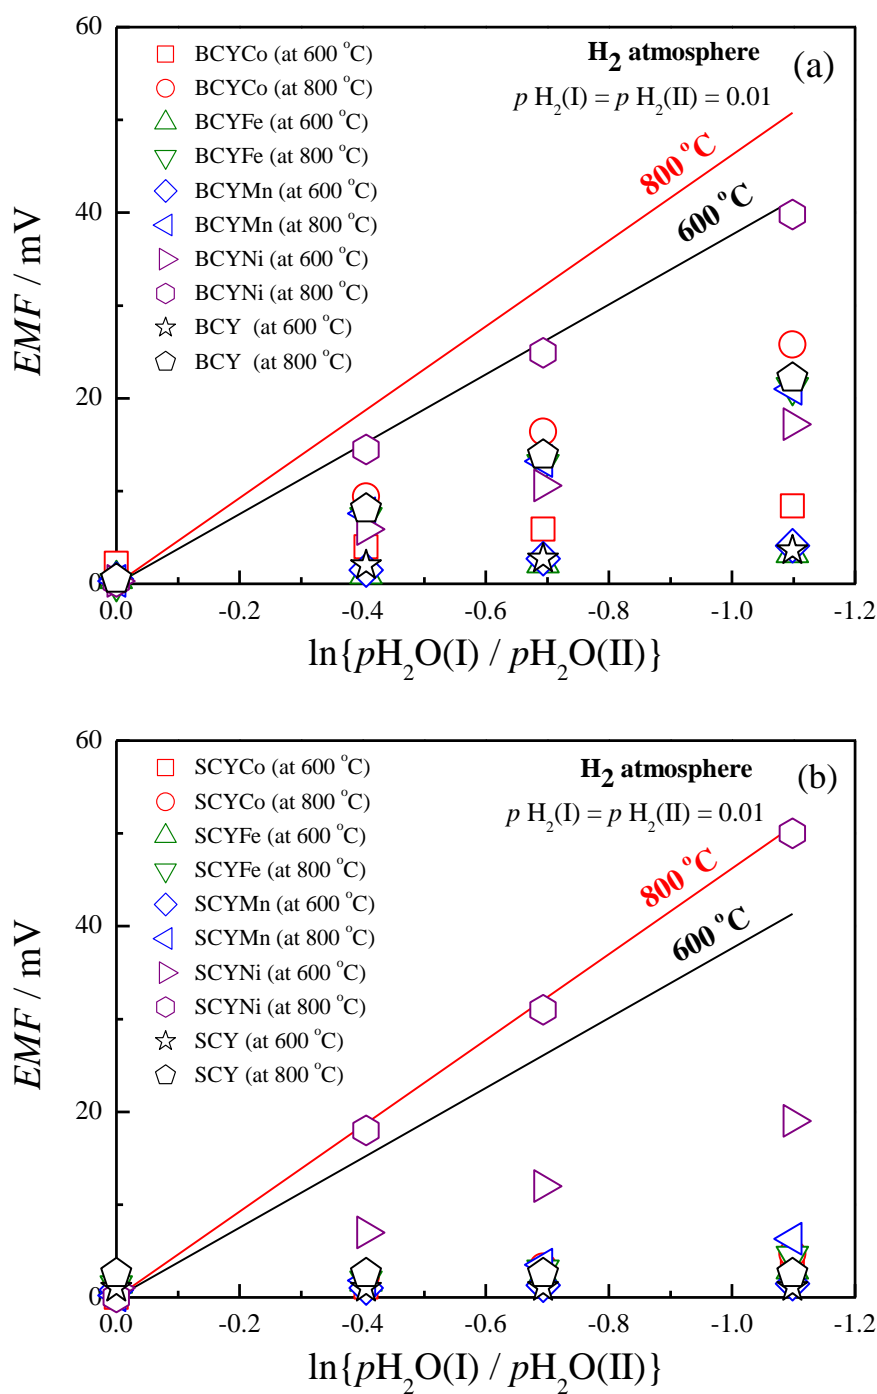 60
BCYCo (at 600 °C)
H₂ atmosphere
(a)
BCYCo (at 800 °C)
p H₂(I) = p H₂(II) = 0.01
BCYFe (at 600 °C)
BCYFe (at 800 °C)
800 °C
BCYMn (at 600 °C)
40
600 °C
BCYMn (at 800 °C)
BCYNi (at 600 °C)
BCYNi (at 800 °C)
EMF / mV
BCY (at 600 °C)
BCY (at 800 °C)
20
0
0.0 -0.2 -0.4 -0.6 -0.8 -1.0 -1.2
ln{pH₂O(I) / pH₂O(II)}
60
SCYCo (at 600 °C)
H₂ atmosphere
(b)
SCYCo (at 800 °C)
p H₂(I) = p H₂(II) = 0.01
SCYFe (at 600 °C)
SCYFe (at 800 °C)
800 °C
SCYMn (at 600 °C)
40
600 °C
SCYMn (at 800 °C)
SCYNi (at 600 °C)
SCYNi (at 800 °C)
EMF / mV
SCY (at 600 °C)
SCY (at 800 °C)
20
0
0.0 -0.2 -0.4 -0.6 -0.8 -1.0 -1.2
ln{pH₂O(I) / pH₂O(II)}